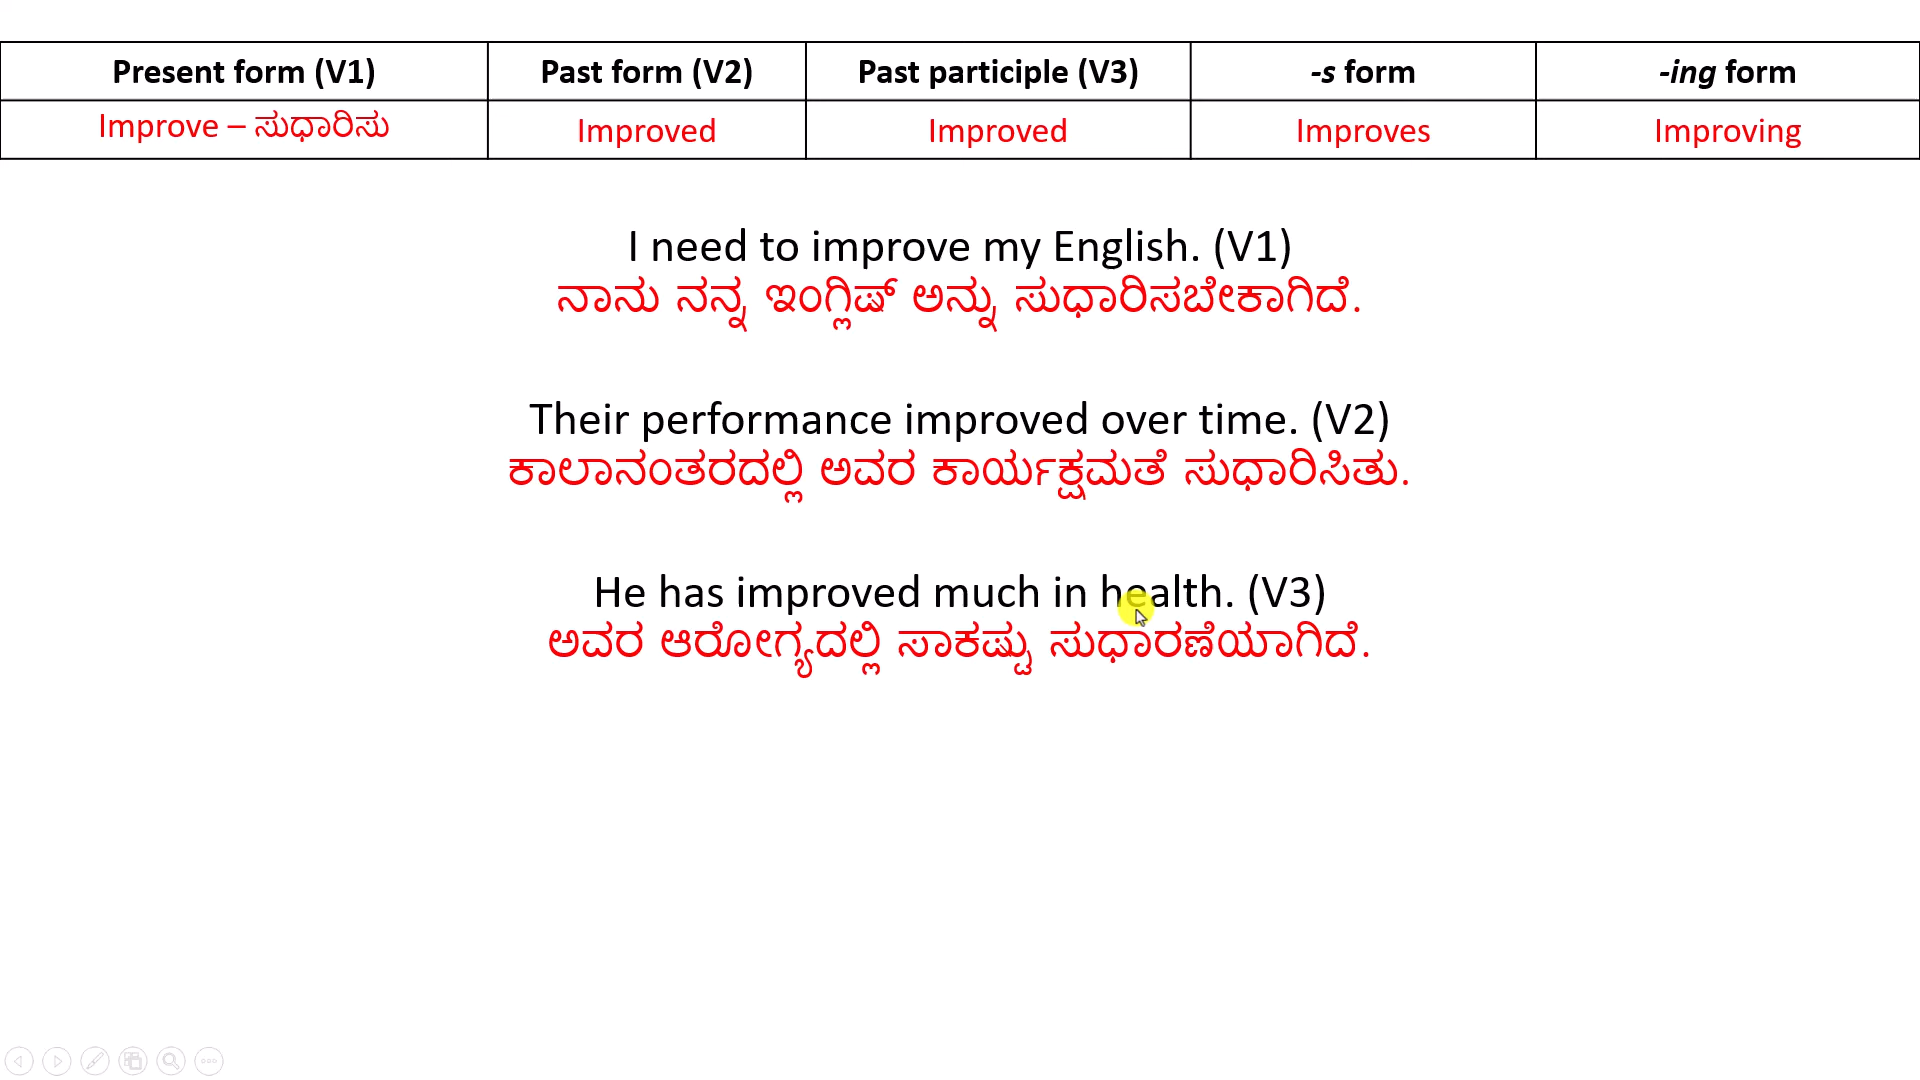 Present form (V1) Past form (V2) Past participle (V3) -s form -ing form
Improve – ಸುಧಾರಿಸು Improved Improved Improves Improving
I need to improve my English. (V1)
ನಾನು ನನ್ನ ಇಂಗ್ಲಿಷ್ ಅನ್ನು ಸುಧಾರಿಸಬೇಕಾಗಿದೆ.
Their performance improved over time. (V2)
ಕಾಲಾನಂತರದಲ್ಲಿ ಅವರ ಕಾರ್ಯಕ್ಷಮತೆ ಸುಧಾರಿಸಿತು.
He has improved much in health. (V3)
ಅವರ ಆರೋಗ್ಯದಲ್ಲಿ ಸಾಕಷ್ಟು ಸುಧಾರಣೆಯಾಗಿದೆ.